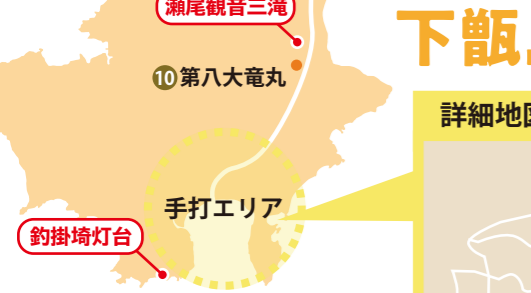 瀬尾観音三滝
下甑
⑩第八大竜丸
詳細地図
手打エリア
釣掛埼灯台